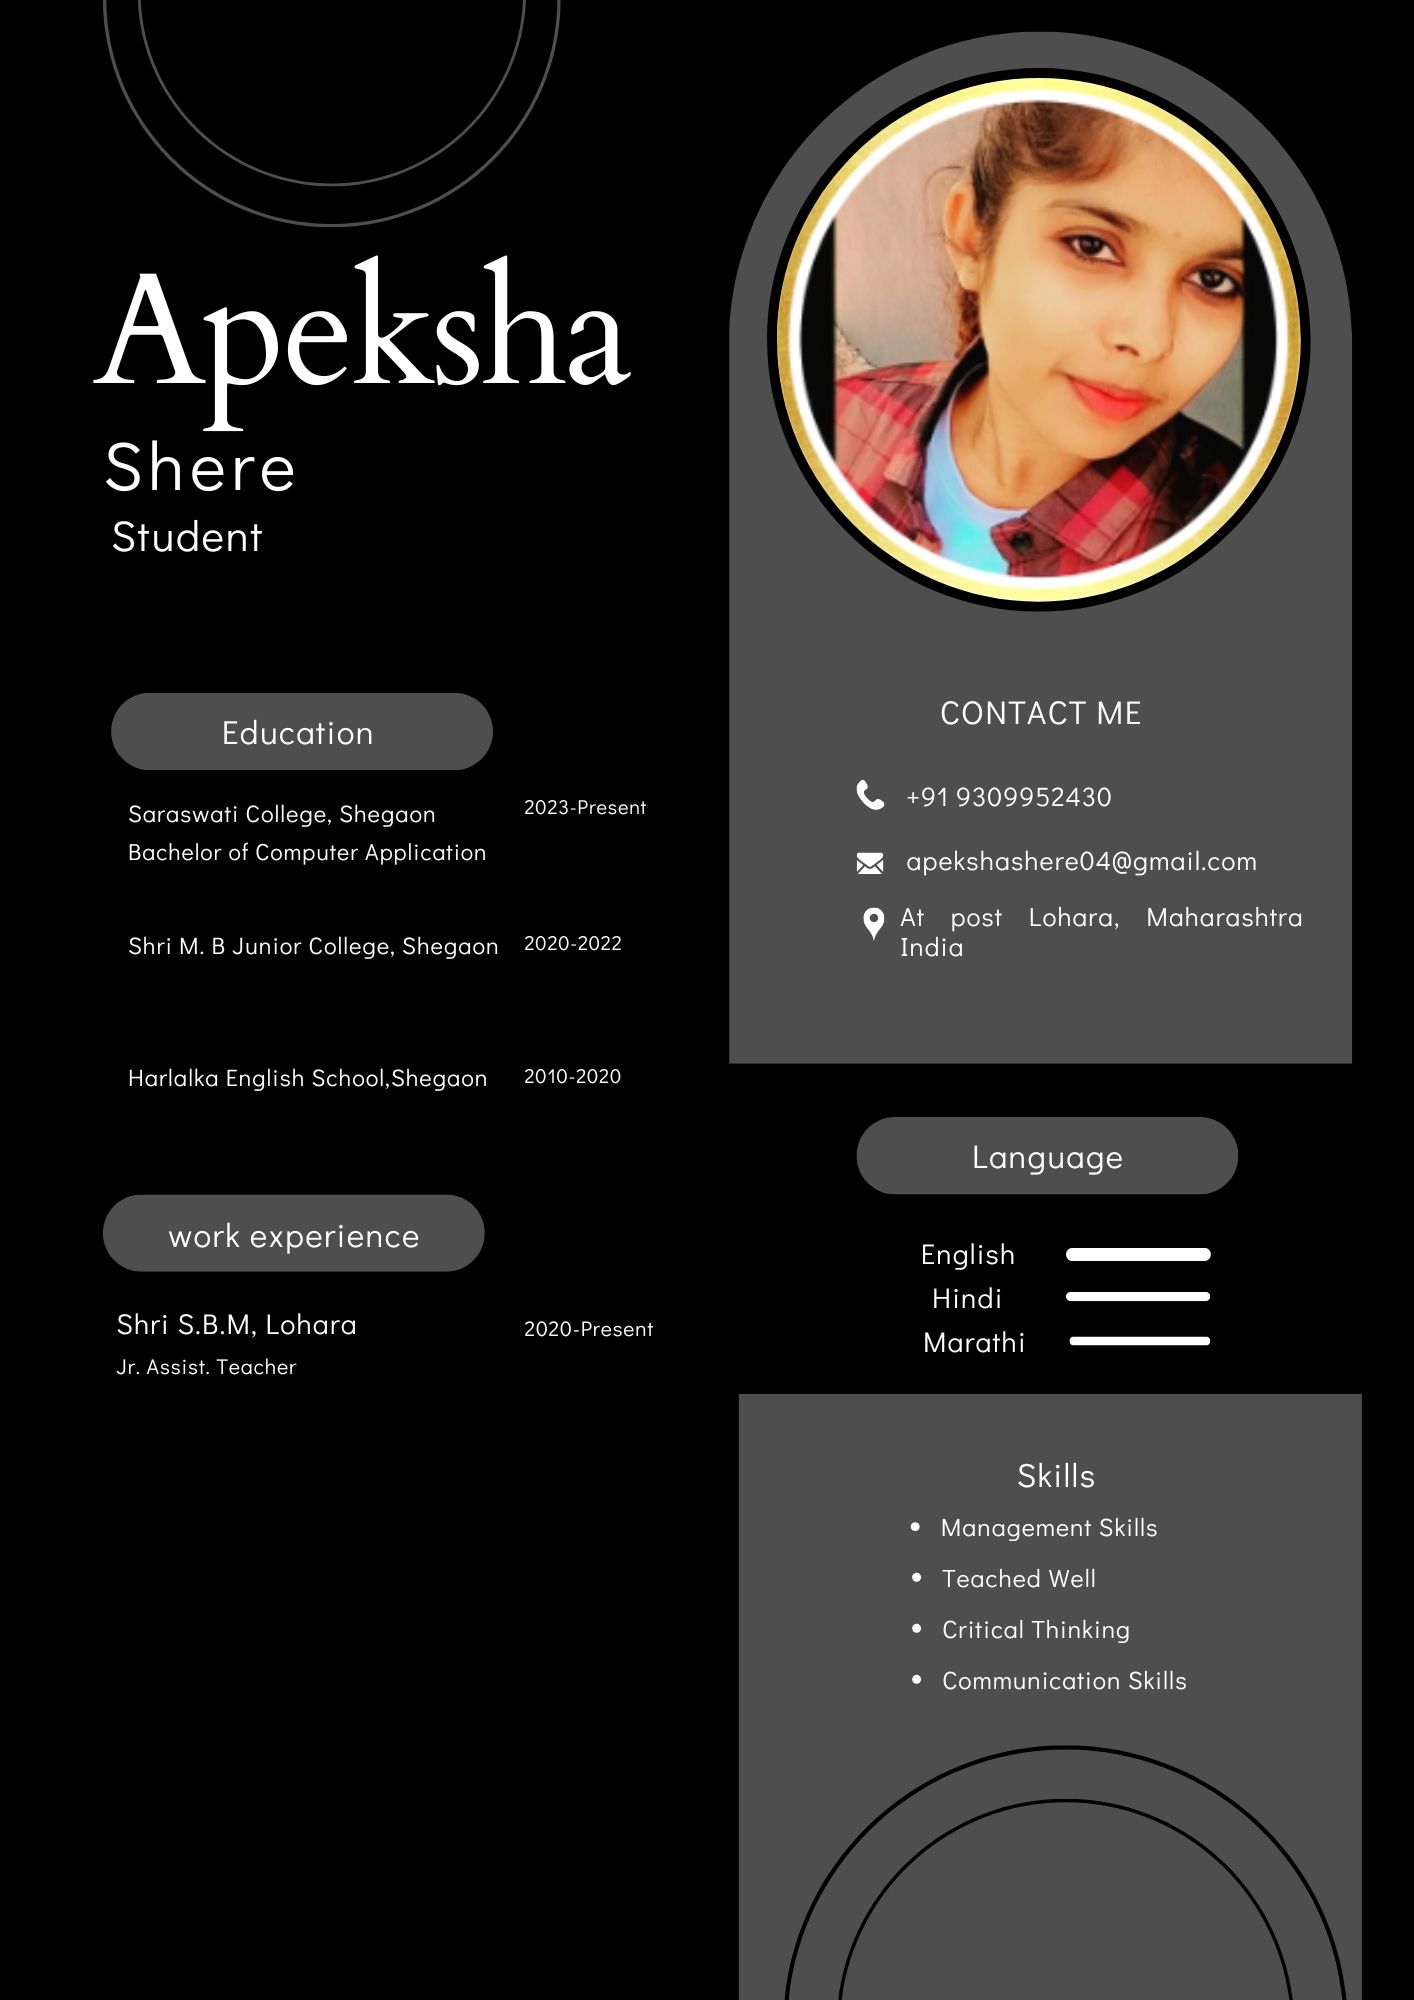 Apeksha
Shere
Student
Education
Saraswati College, Shegaon
2023-Present
Bachelor of Computer Application
Shri M. B Junior College, Shegaon
2020-2022
Harlalka English School,Shegaon
2010-2020
work experience
Shri S.B.M, Lohara
2020-Present
Jr. Assist. Teacher
CONTACT ME
+91 9309952430
apekshashere04@gmail.com
At post Lohara, Maharashtra
India
Language
English
Hindi
Marathi
Skills
• Management Skills
• Teached Well
• Critical Thinking
• Communication Skills